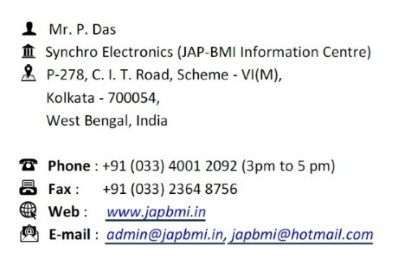 Mr. P. Das
Synchro Electronics (JAP-BMI Information Centre)
P-278, C. I. T. Road, Scheme - VI(M),
Kolkata - 700054,
West Bengal, India
Phone : +91 (033) 4001 2092 (3pm to 5 pm)
Fax : +91 (033) 2364 8756
Web : www.japbmi.in
E-mail : admin@japbmi.in, japbmi@hotmail.com